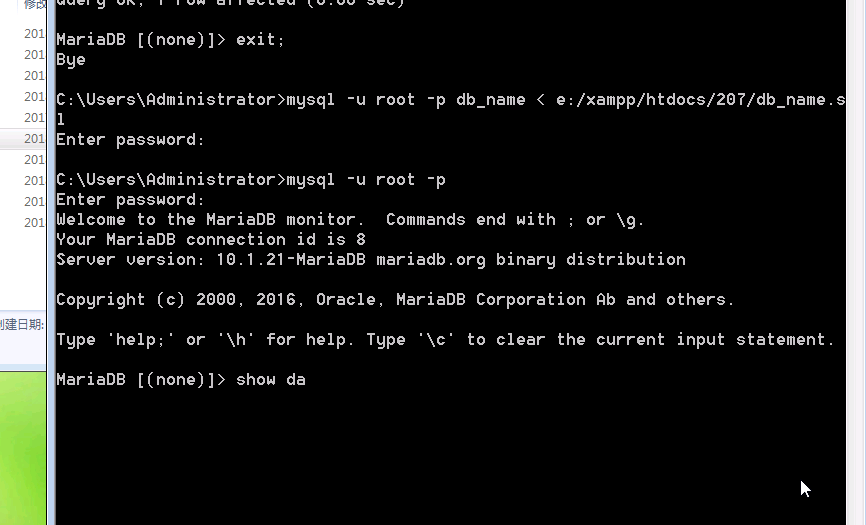 修改
201
201
201
201
201
201
201
201
201
201
创建日期:
Query OK, 1 row affected (0.00 sec)
MariaDB [(none)]> exit;
Bye
C:\Users\Administrator>mysql -u root -p db_name < e:/xampp/htdocs/207/db_name.s
l
Enter password:
C:\Users\Administrator>mysql -u root -p
Enter password:
Welcome to the MariaDB monitor.  Commands end with ; or \g.
Your MariaDB connection id is 8
Server version: 10.1.21-MariaDB mariadb.org binary distribution
Copyright (c) 2000, 2016, Oracle, MariaDB Corporation Ab and others.
Type 'help;' or '\h' for help. Type '\c' to clear the current input statement.
MariaDB [(none)]> show da